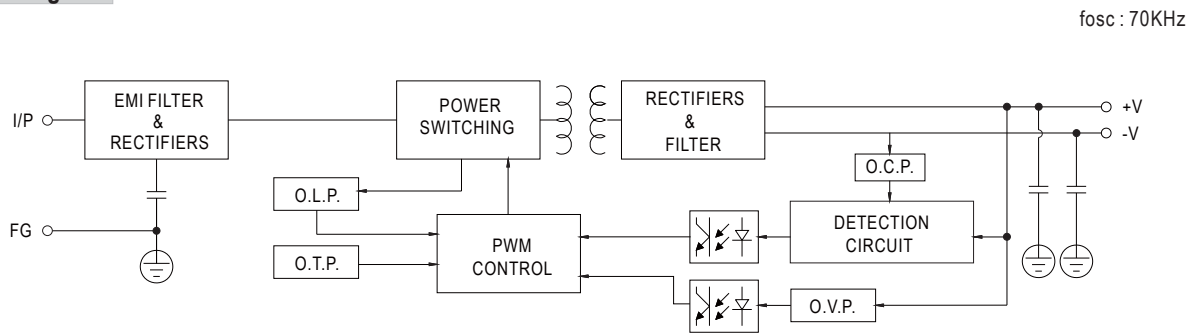 fosc : 70KHz
I/P
EMI FILTER
&
RECTIFIERS
POWER
SWITCHING
RECTIFIERS
&
FILTER
+V
-V
O.C.P.
O.L.P.
DETECTION
CIRCUIT
FG
PWM
CONTROL
O.T.P.
O.V.P.